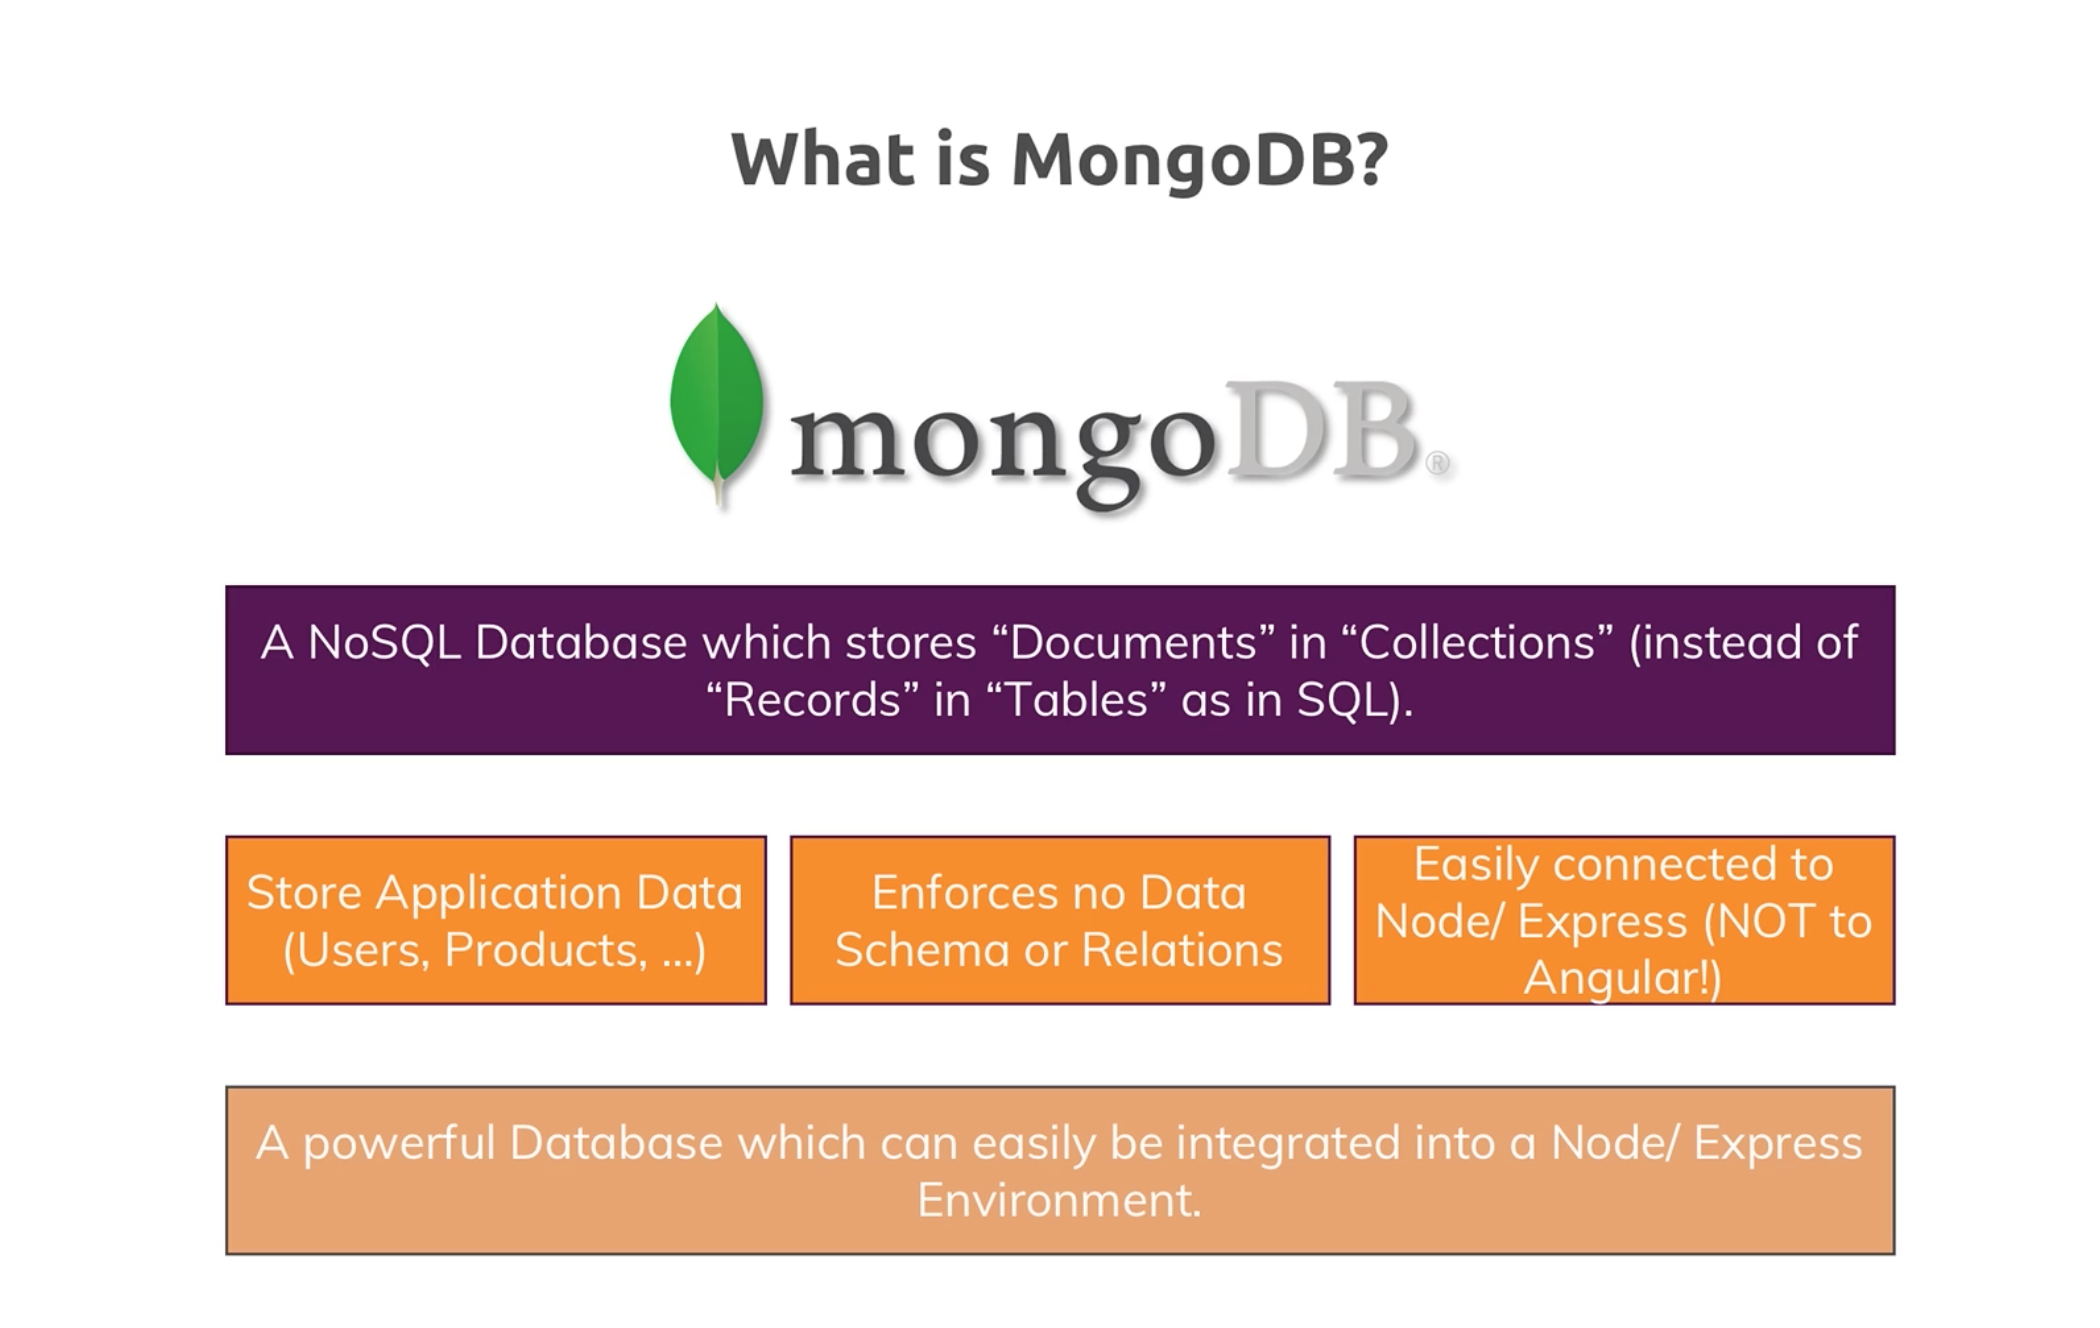 What is MongoDB?
mongoDB®
A NoSQL Database which stores “Documents” in “Collections” (instead of
“Records” in “Tables” as in SQL).
Store Application Data
(Users, Products, ...)
Enforces no Data
Schema or Relations
Easily connected to
Node/ Express (NOT to
Angular!)
A powerful Database which can easily be integrated into a Node/ Express
Environment.